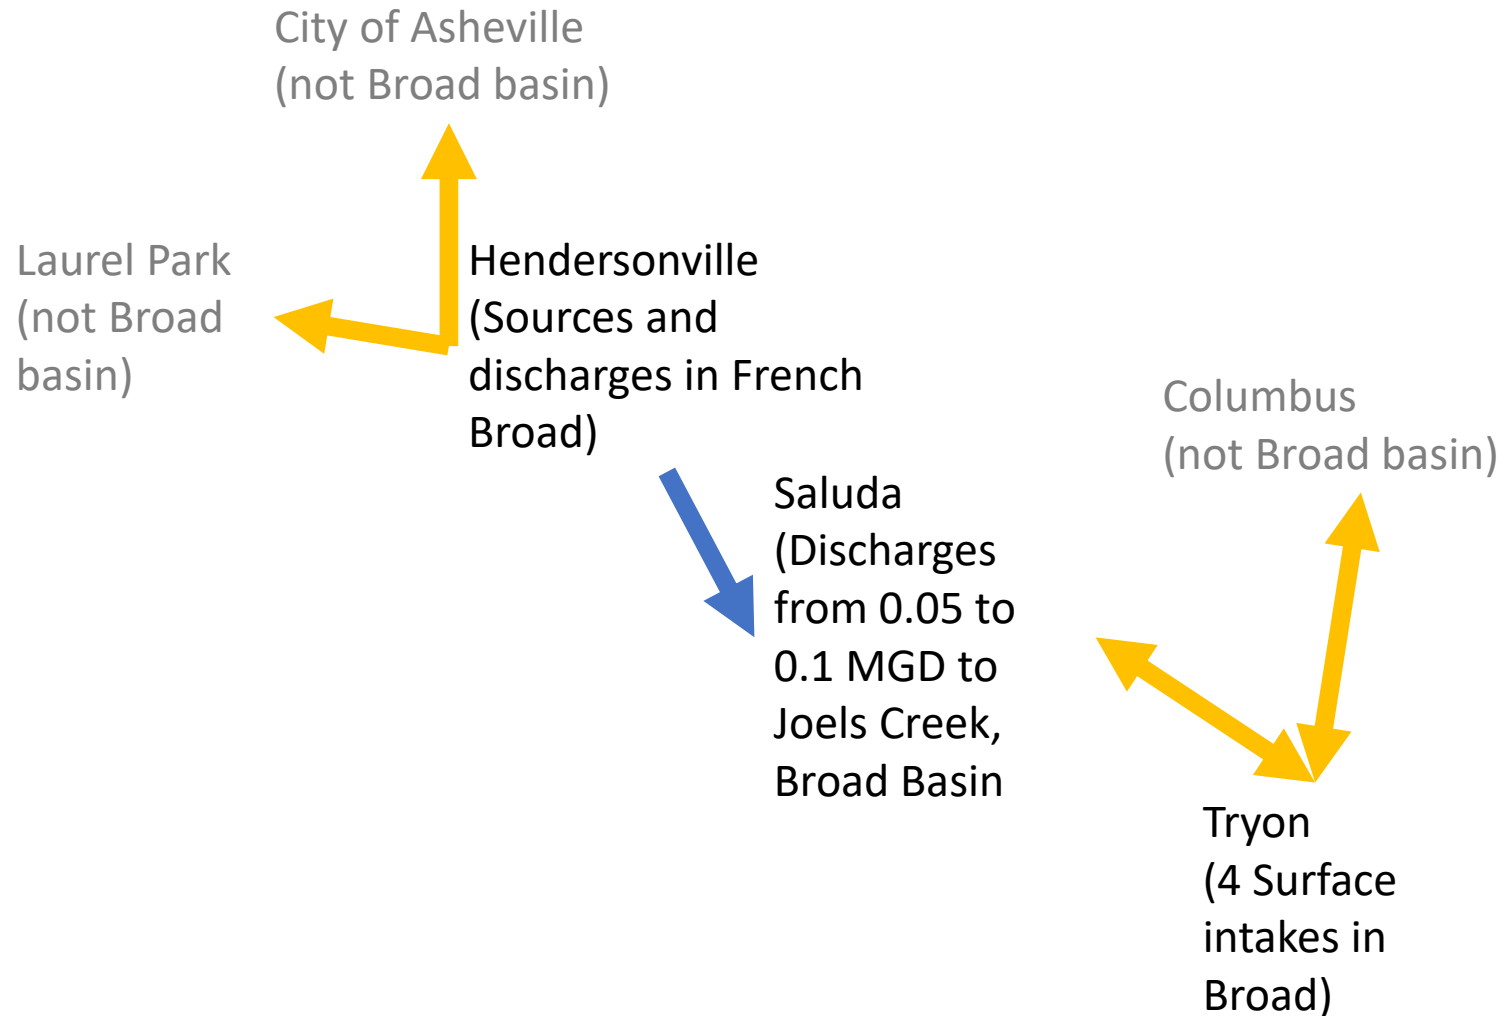 City of Asheville
(not Broad basin)
Laurel Park
(not Broad
basin)
Hendersonville
(Sources and
discharges in French
Broad)
Columbus
(not Broad basin)
Saluda
(Discharges
from 0.05 to
0.1 MGD to
Joels Creek,
Broad Basin
Tryon
(4 Surface
intakes in
Broad)